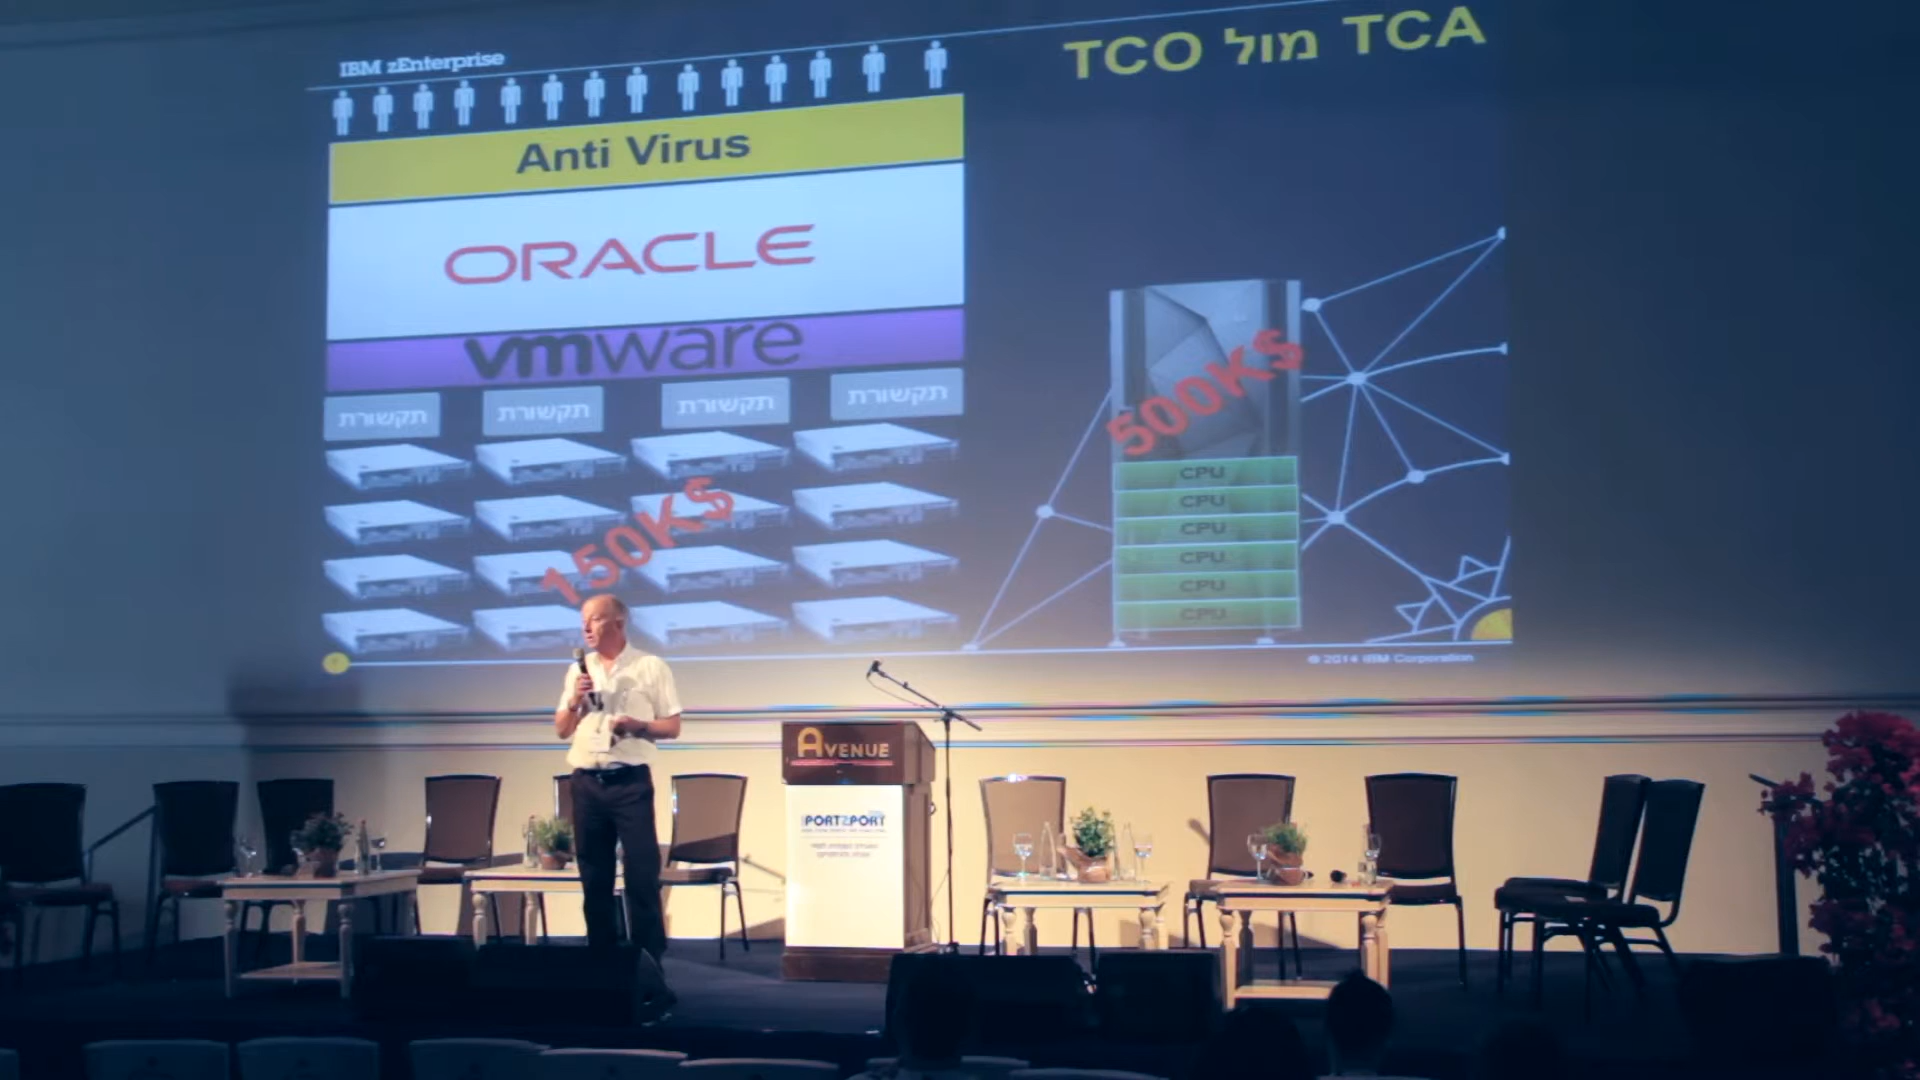 IBM zEnterprise
TCO מול TCA
Anti Virus
ORACLE
vmware
תקשורת
תקשורת
תקשורת
תקשורת
150K$
500K$
CPU
CPU
CPU
CPU
CPU
CPU
© 2014 IBM Corporation
AVENUE
PORT2PORT